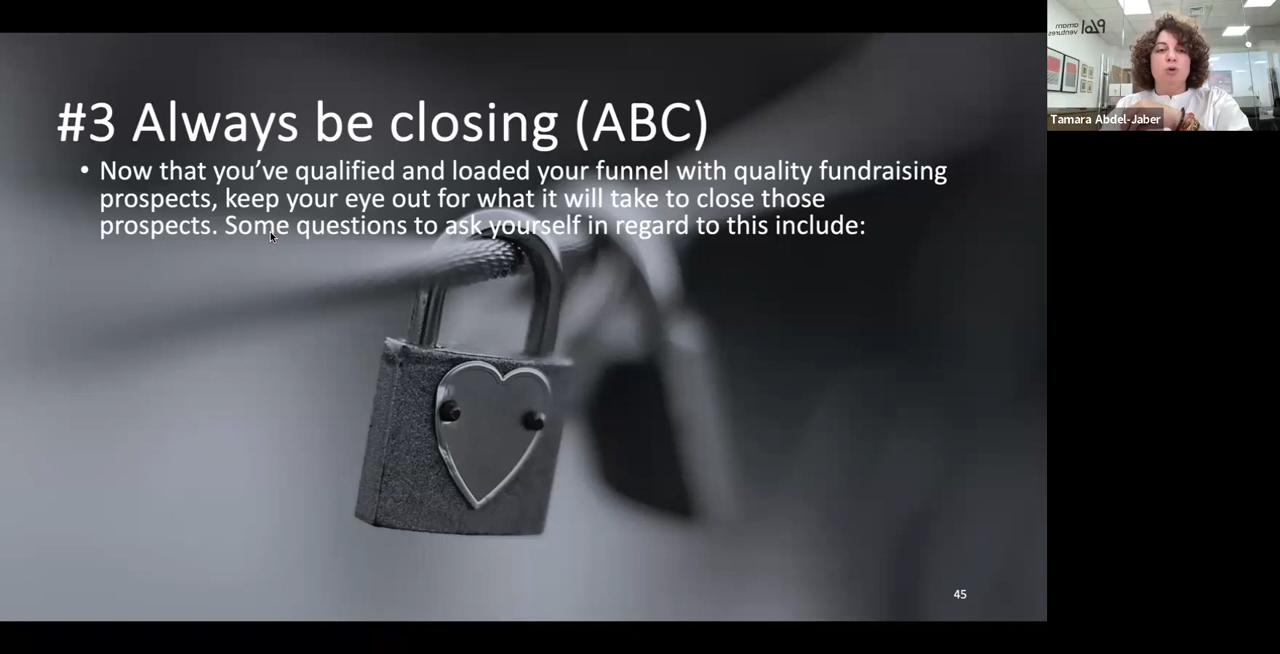 #3 Always be closing (ABC)
• Now that you’ve qualified and loaded your funnel with quality fundraising
prospects, keep your eye out for what it will take to close those
prospects. Some questions to ask yourself in regard to this include:
45
amam
ventures
Tamara Abdel-Jaber